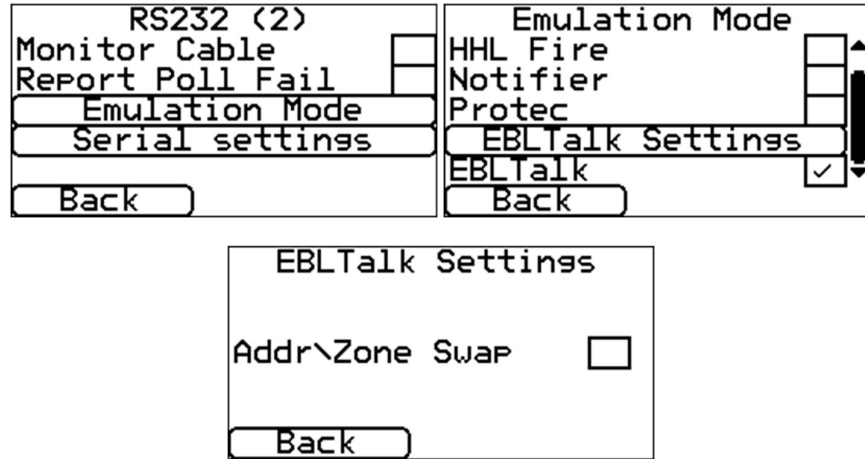 RS232 (2)
Monitor Cable
Report Poll Fail
Emulation Mode
Serial settings
Back
Emulation Mode
HHL Fire
Notifier
Protec
EBLTalk Settings
EBLTalk
Back
EBLTalk Settings
Addr\Zone Swap
Back